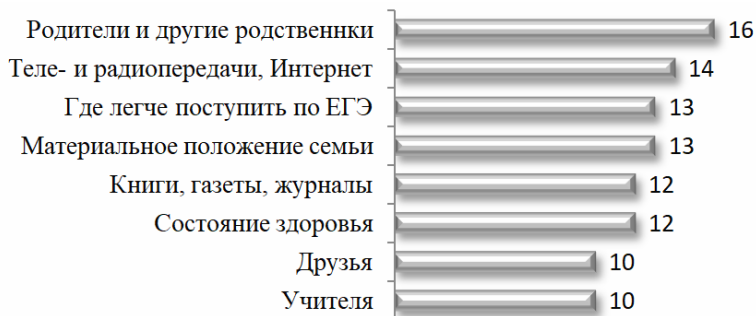 Родители и другие родственнки 16
Теле- и радиопередачи, Интернет 14
Где легче поступить по ЕГЭ 13
Материальное положение семьи 13
Книги, газеты, журналы 12
Состояние здоровья 12
Друзья 10
Учителя 10